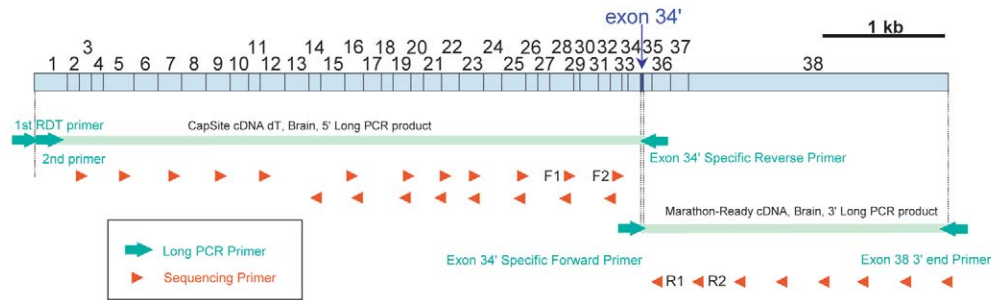 exon 34'
1 kb
3 11 14 16 18 20 22 24 26 28 30 32 34 35 37
1 2 4 5 6 7 8 9 10 12 13 15 17 19 21 23 25 27 29 31 33 36 38
1st RDT primer
CapSite cDNA dT, Brain, 5' Long PCR product
2nd primer
Exon 34' Specific Reverse Primer
F1 F2
Marathon-Ready cDNA, Brain, 3' Long PCR product
Long PCR Primer
Exon 34' Specific Forward Primer
Exon 38 3' end Primer
Sequencing Primer
R1 R2